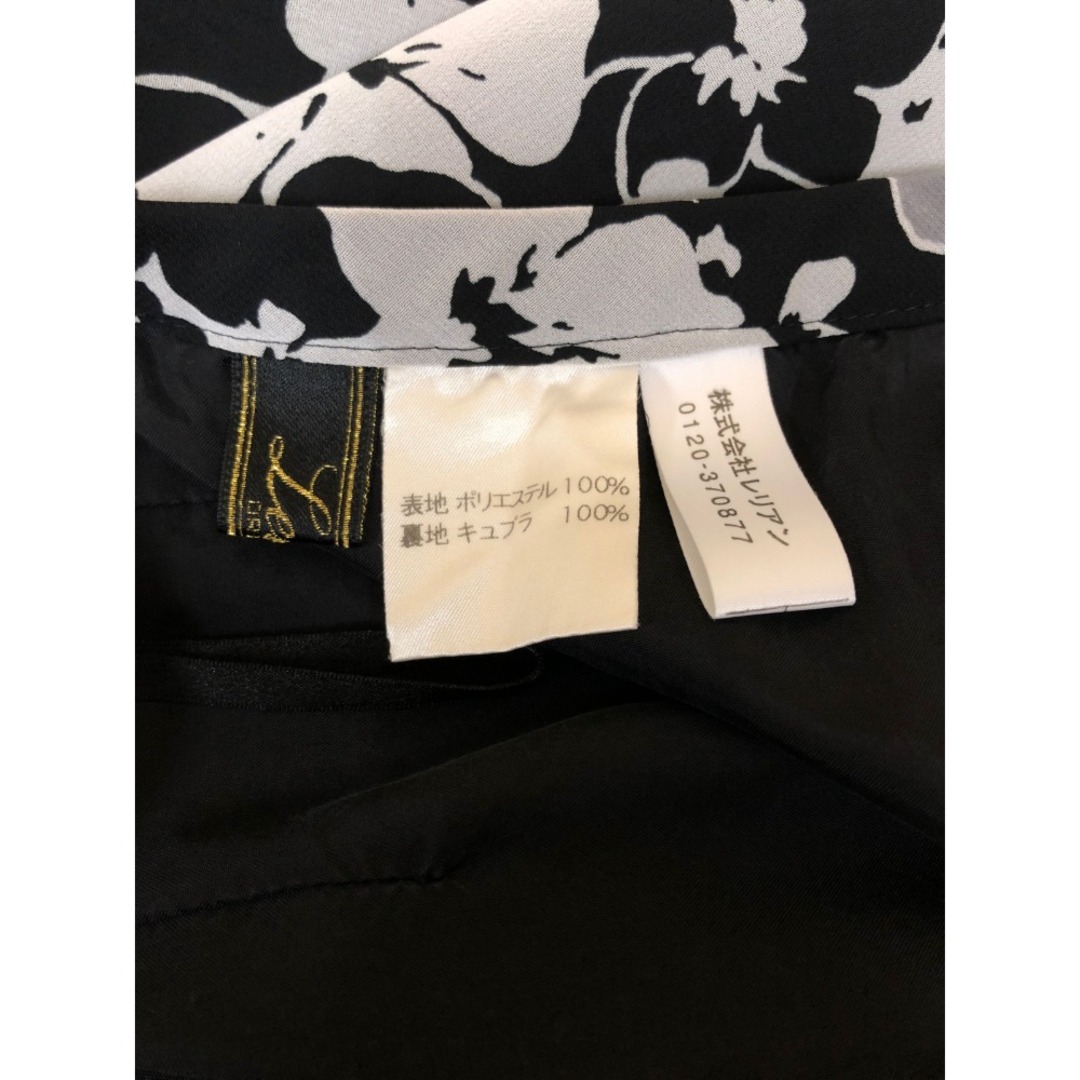 表地 ポリエステル 100%
裏地 キュプラ 100%
株式会社レリアン
0120-370877